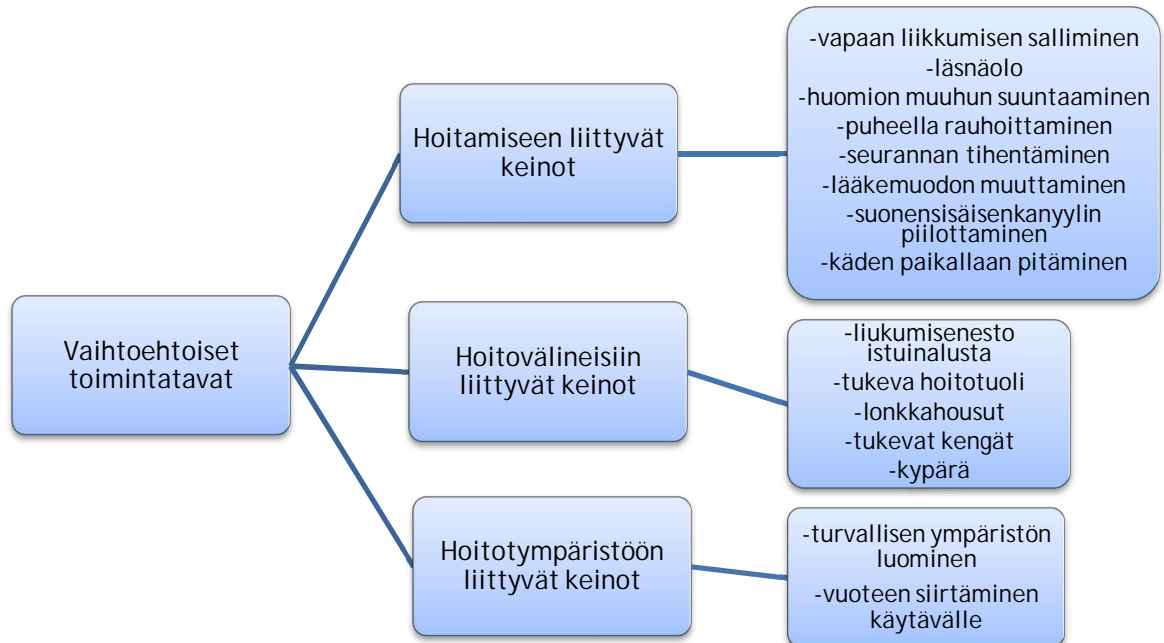 Vaihtoehtoiset
toimintatavat
Hoitamiseen liittyvät
keinot
-vapaan liikkumisen salliminen
-läsnäolo
-huomion muuhun suuntaaminen
-puheella rauhoittaminen
-seurannan tihentäminen
-lääkemuodon muuttaminen
-suonensisäisenkanyylin
piilottaminen
-käden paikallaan pitäminen
Hoitovälineisiin
liittyvät keinot
-liukumisenesto
istuinalusta
-tukeva hoitotuoli
-lonkkahousut
-tukevat kengät
-kypärä
Hoitotympäristöön
liittyvät keinot
-turvallisen ympäristön
luominen
-vuoteen siirtäminen
käytävälle